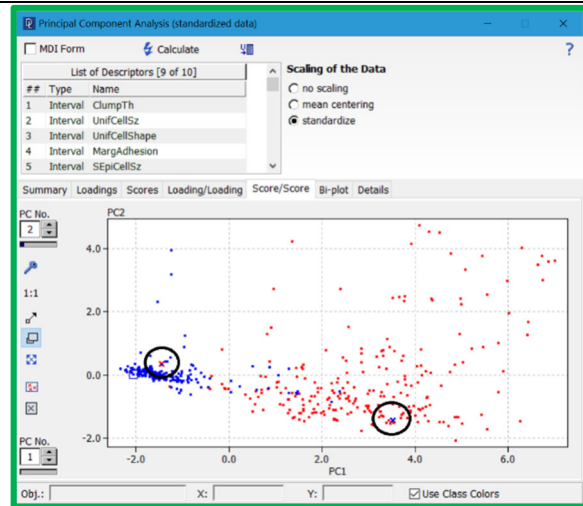 Principal Component Analysis (standardized data)
MDI Form
Calculate
?
List of Descriptors [9 of 10]
Scaling of the Data
## Type Name
no scaling
1 Interval ClumpTh
mean centering
2 Interval UnifCellSz
standardize
3 Interval UnifCellShape
4 Interval MargAdhesion
5 Interval SEpiCellSz
Summary Loadings Scores Loading/Loading Score/Score Bi-plot Details
PC No.
2
PC2
4.0
1:1
2.0
0.0
-2.0
PC No.
1
-2.0 0.0 2.0 4.0 6.0
PC1
Obj.: X: Y: Use Class Colors